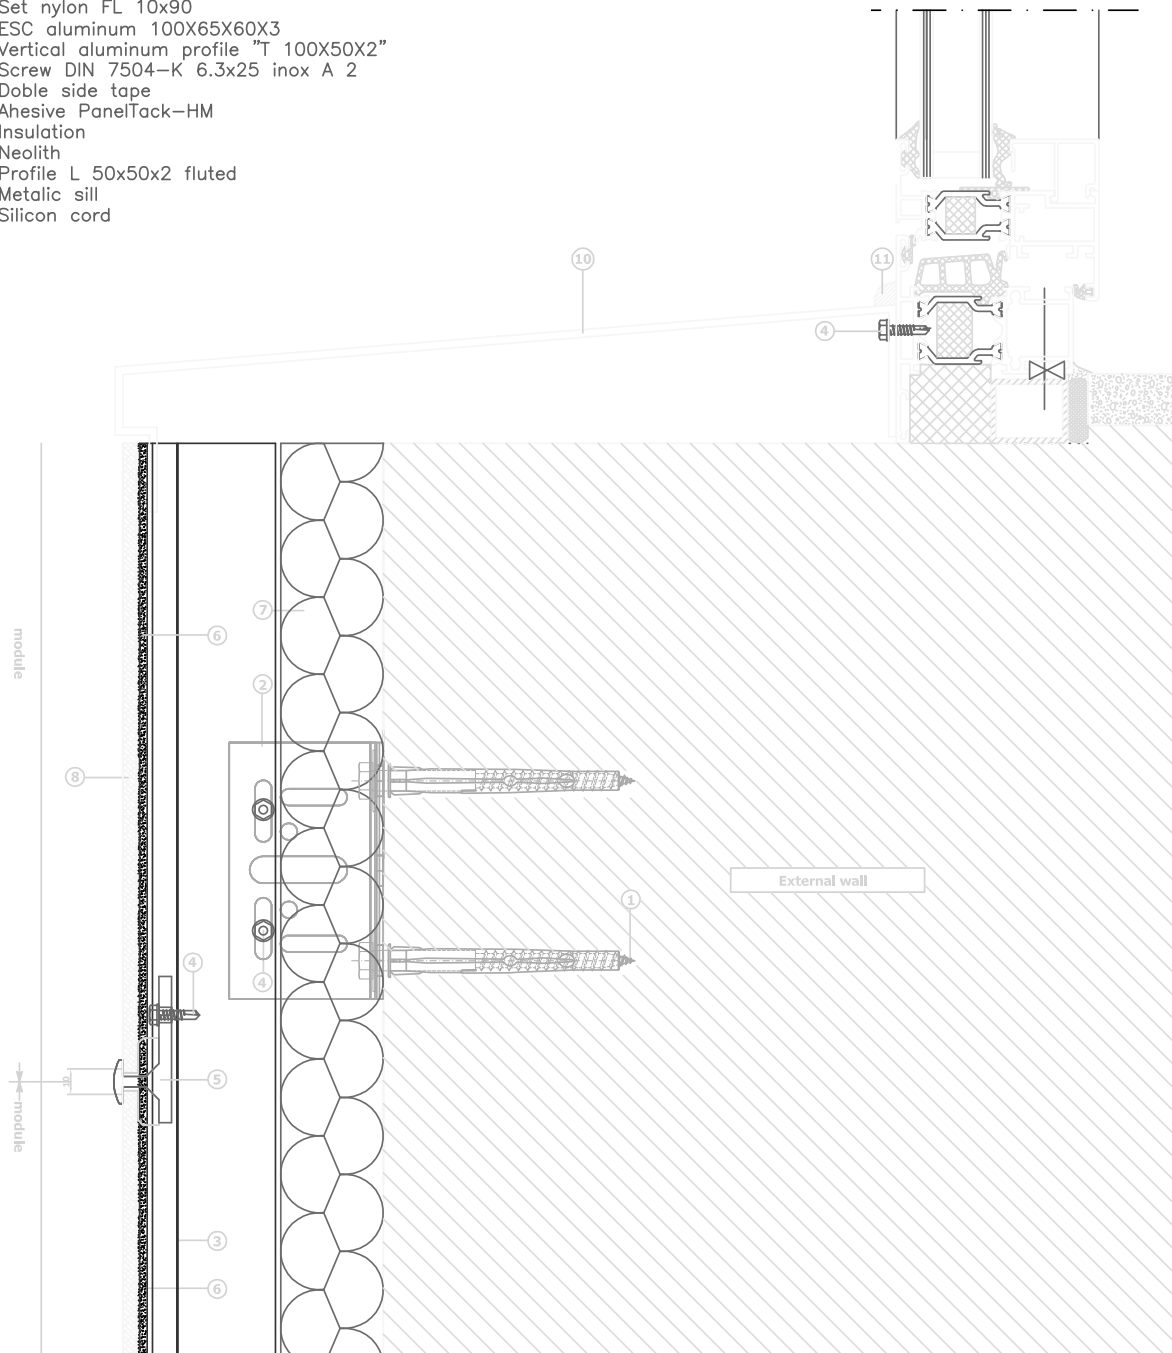 Set nylon FL 10x90
ESC aluminum 100X65X60X3
Vertical aluminum profile "T 100X50X2"
Screw DIN 7504-K 6.3x25 inox A 2
Doble side tape
Ahesive PanelTack-HM
Insulation
Neolith
Profile L 50x50x2 fluted
Metalic sill
Silicon cord
10
11
4
7
6
module
2
8
External wall
1
4
4
5
10
module
3
6